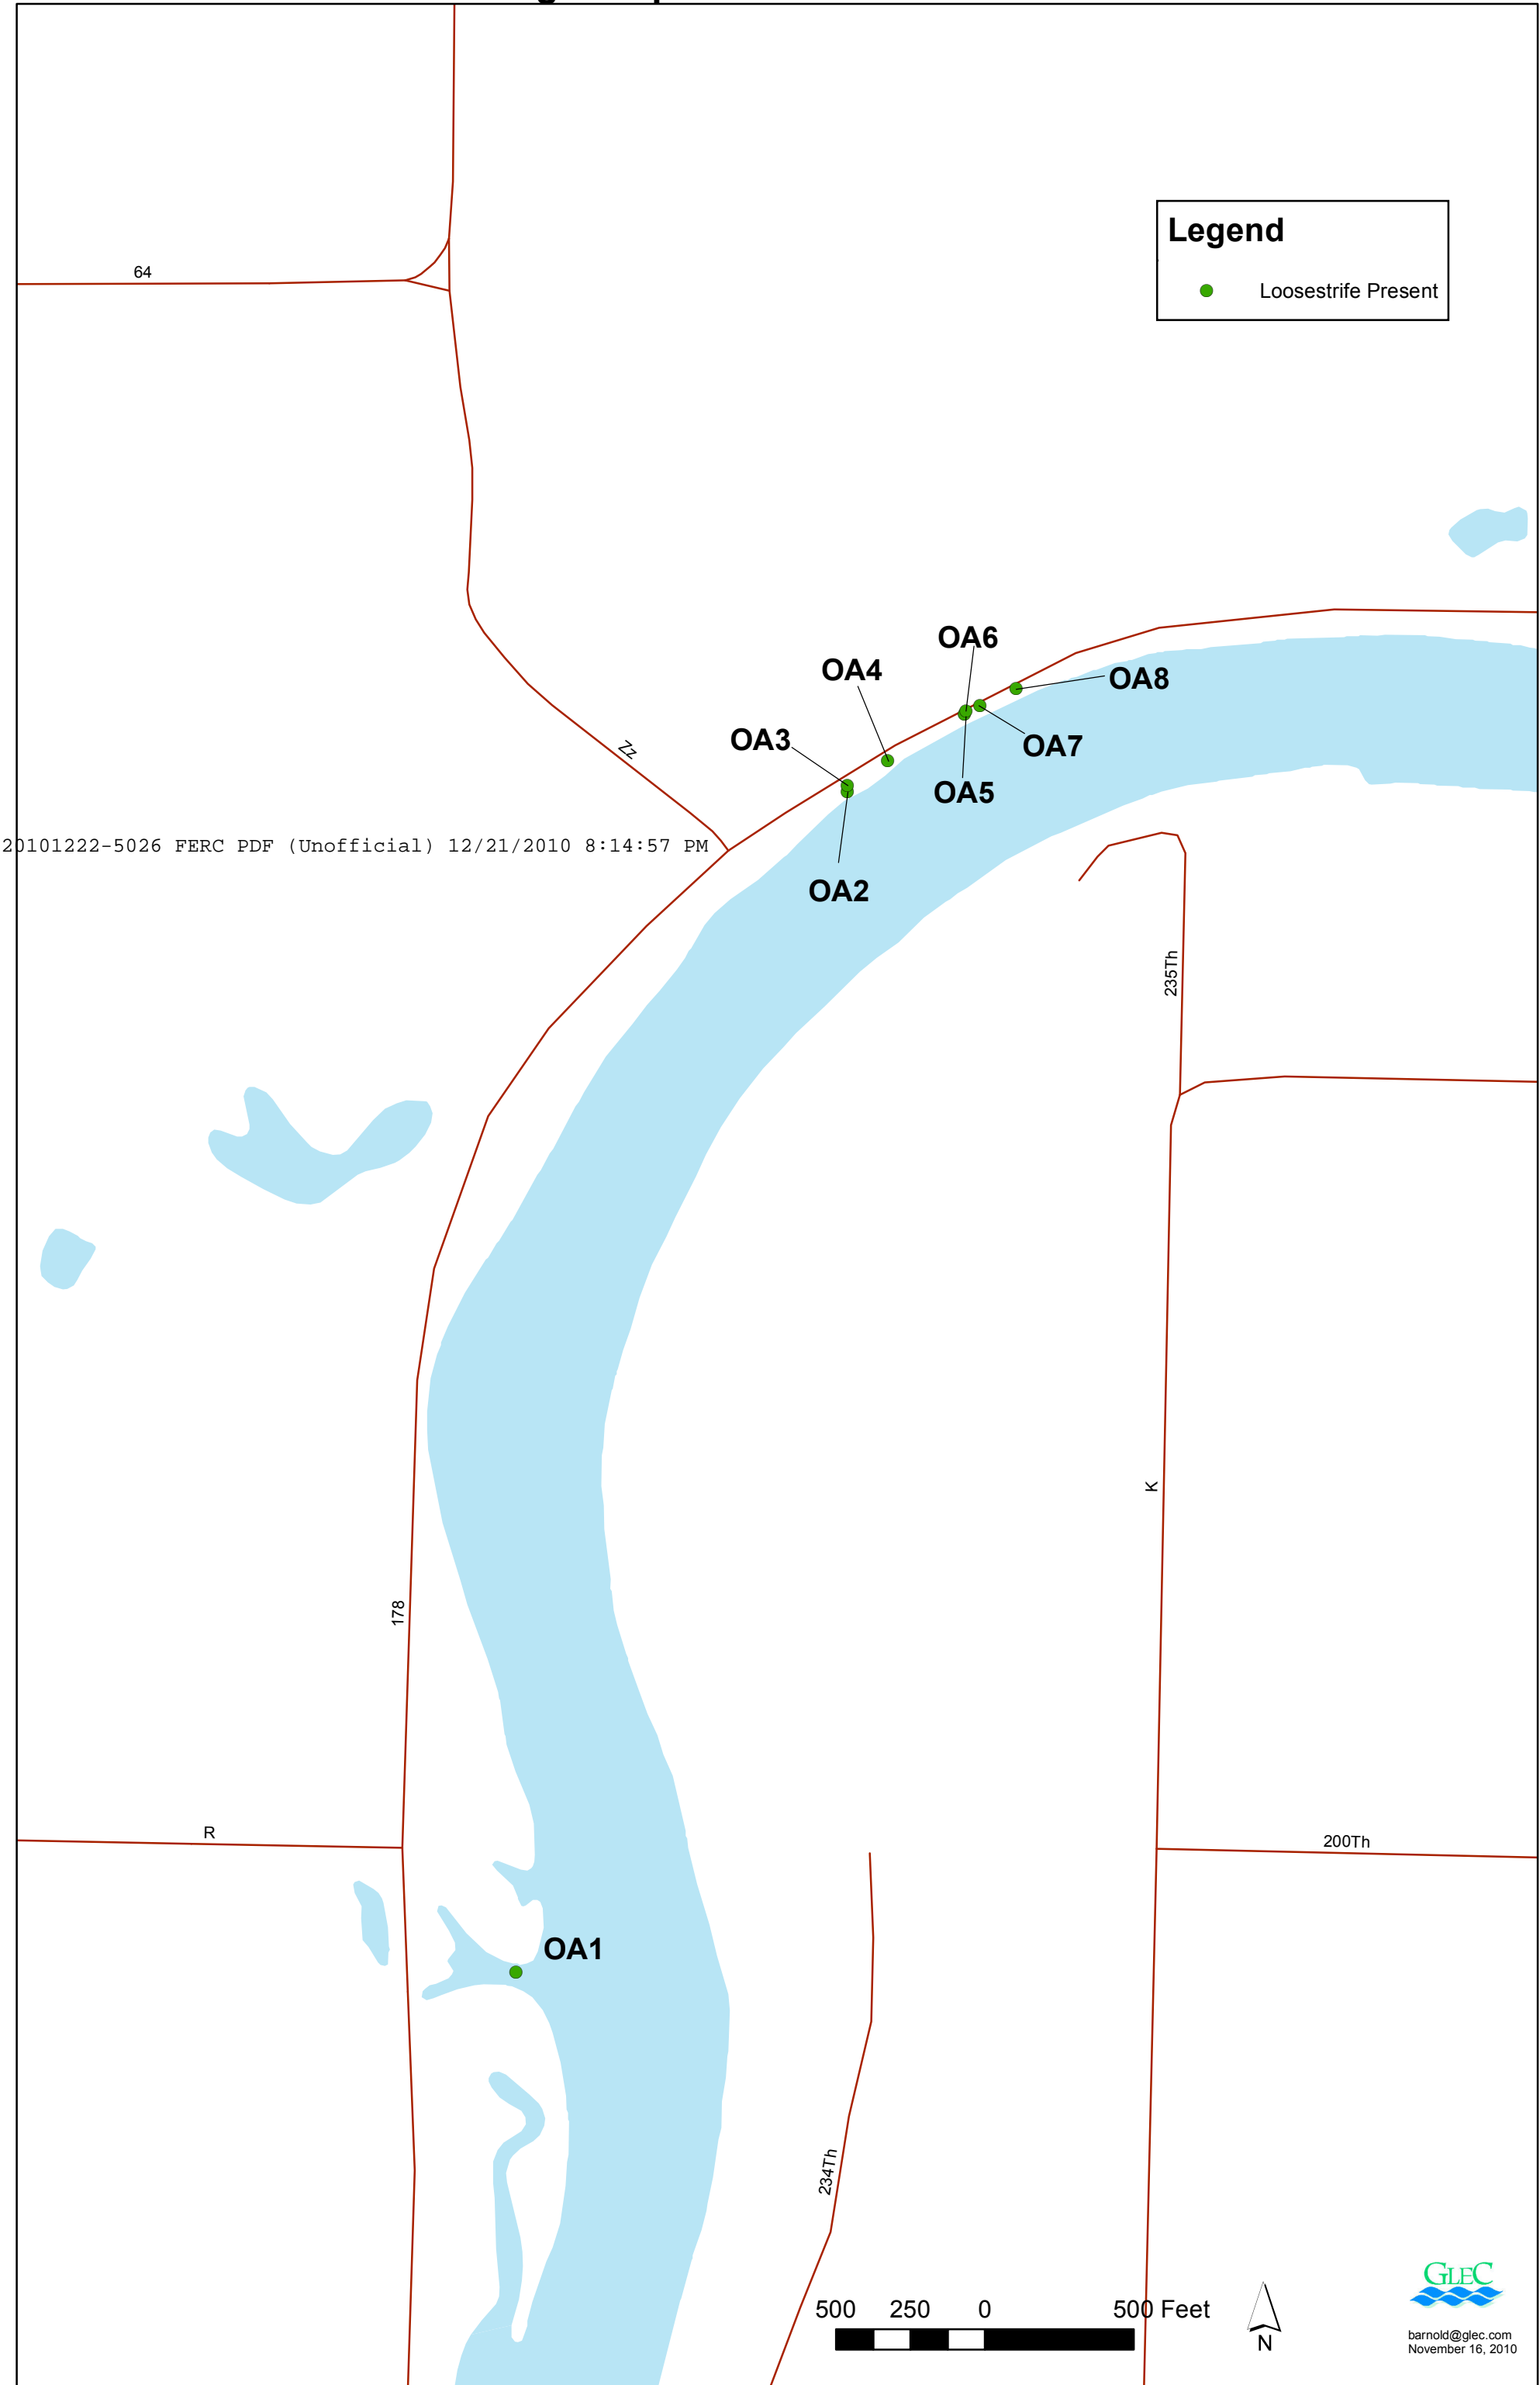 Legend
Loosestrife Present
64
OA6
OA4
OA8
OA3
OA7
Zz
OA5
20101222-5026 FERC PDF (Unofficial) 12/21/2010 8:14:57 PM
OA2
235Th
K
178
R
200Th
OA1
234Th
GLEC
500 250 0 500 Feet
N
barnold@glec.com
November 16, 2010